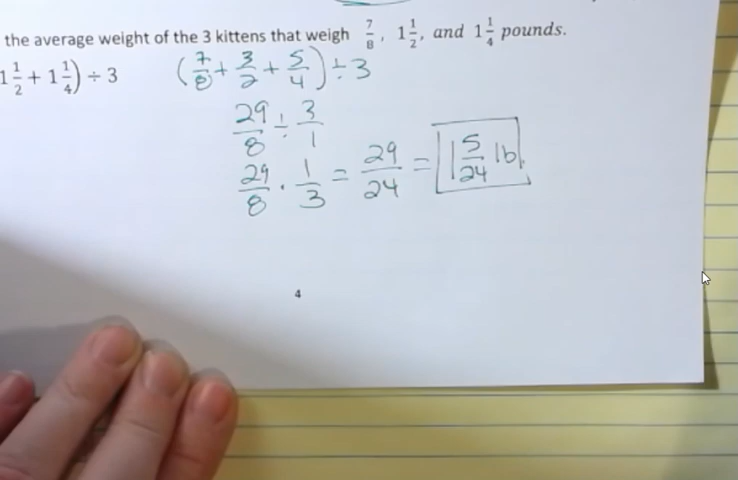 the average weight of the 3 kittens that weigh 7/8, 1 1/2, and 1 1/4 pounds.
1 1/2 + 1 1/4) ÷ 3 (7/8 + 3/2 + 5/4) ÷ 3
29/8 ÷ 3/1
29/8 · 1/3 = 29/24 = 1 5/24 lb.
4